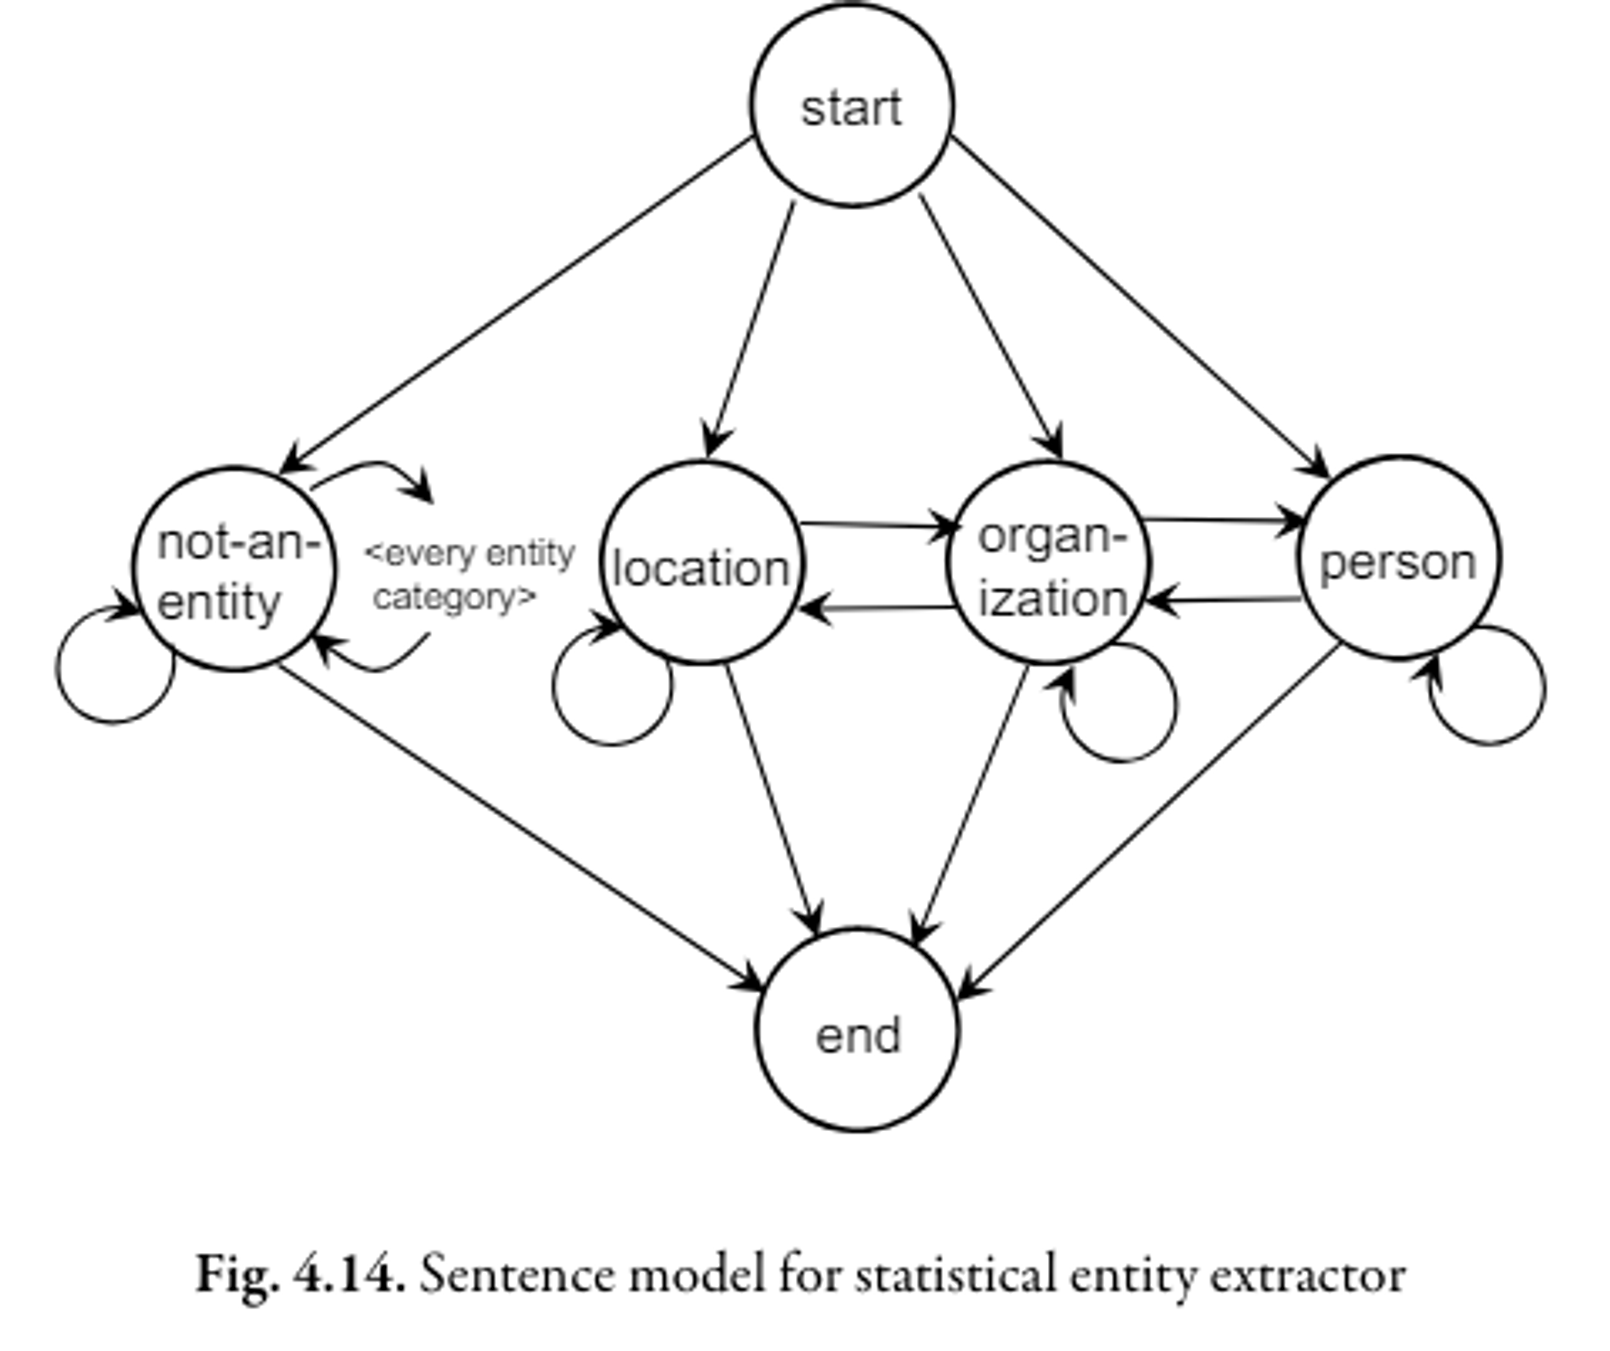 start
not-an-
entity
<every entity
category>
location
organ-
ization
person
end
Fig. 4.14. Sentence model for statistical entity extractor